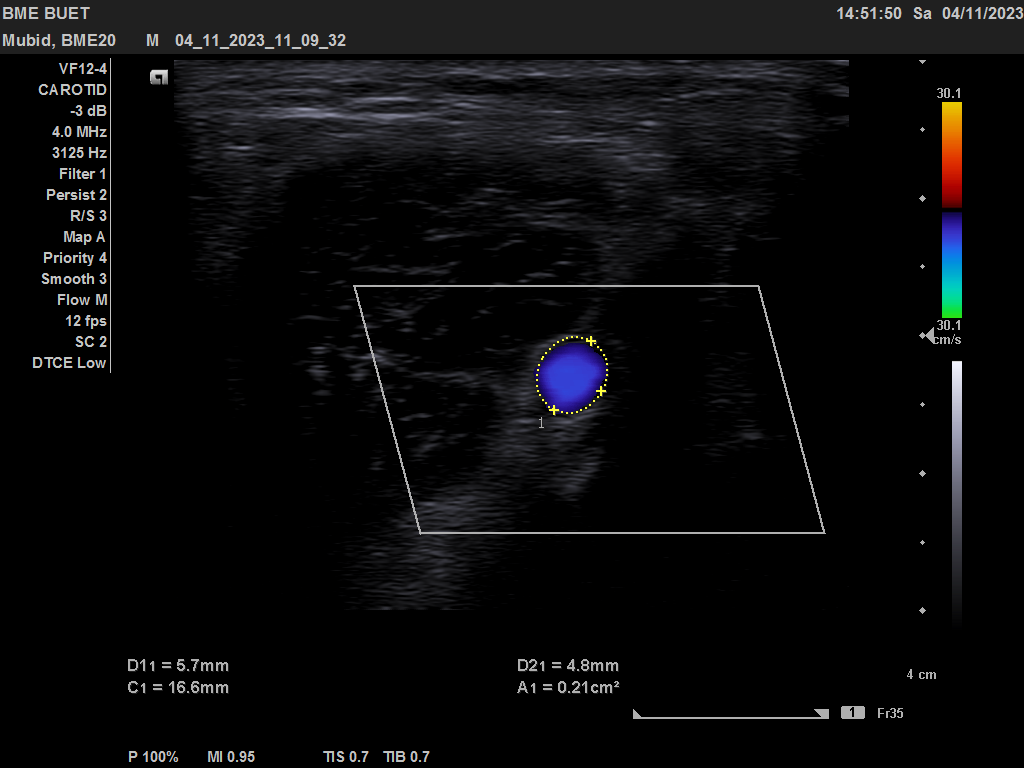 BME BUET 14:51:50 Sa 04/11/2023
Mubid, BME20 M 04_11_2023_11_09_32
VF12-4
CAROTID
-3 dB
4.0 MHz
3125 Hz
Filter 1
Persist 2
R/S 3
Map A
Priority 4
Smooth 3
Flow M
12 fps
SC 2
DTCE Low
30.1
30.1
cm/s
1
D11 = 5.7mm D21 = 4.8mm
C1 = 16.6mm A1 = 0.21cm²
4 cm
1 Fr35
P 100% MI 0.95 TIS 0.7 TIB 0.7